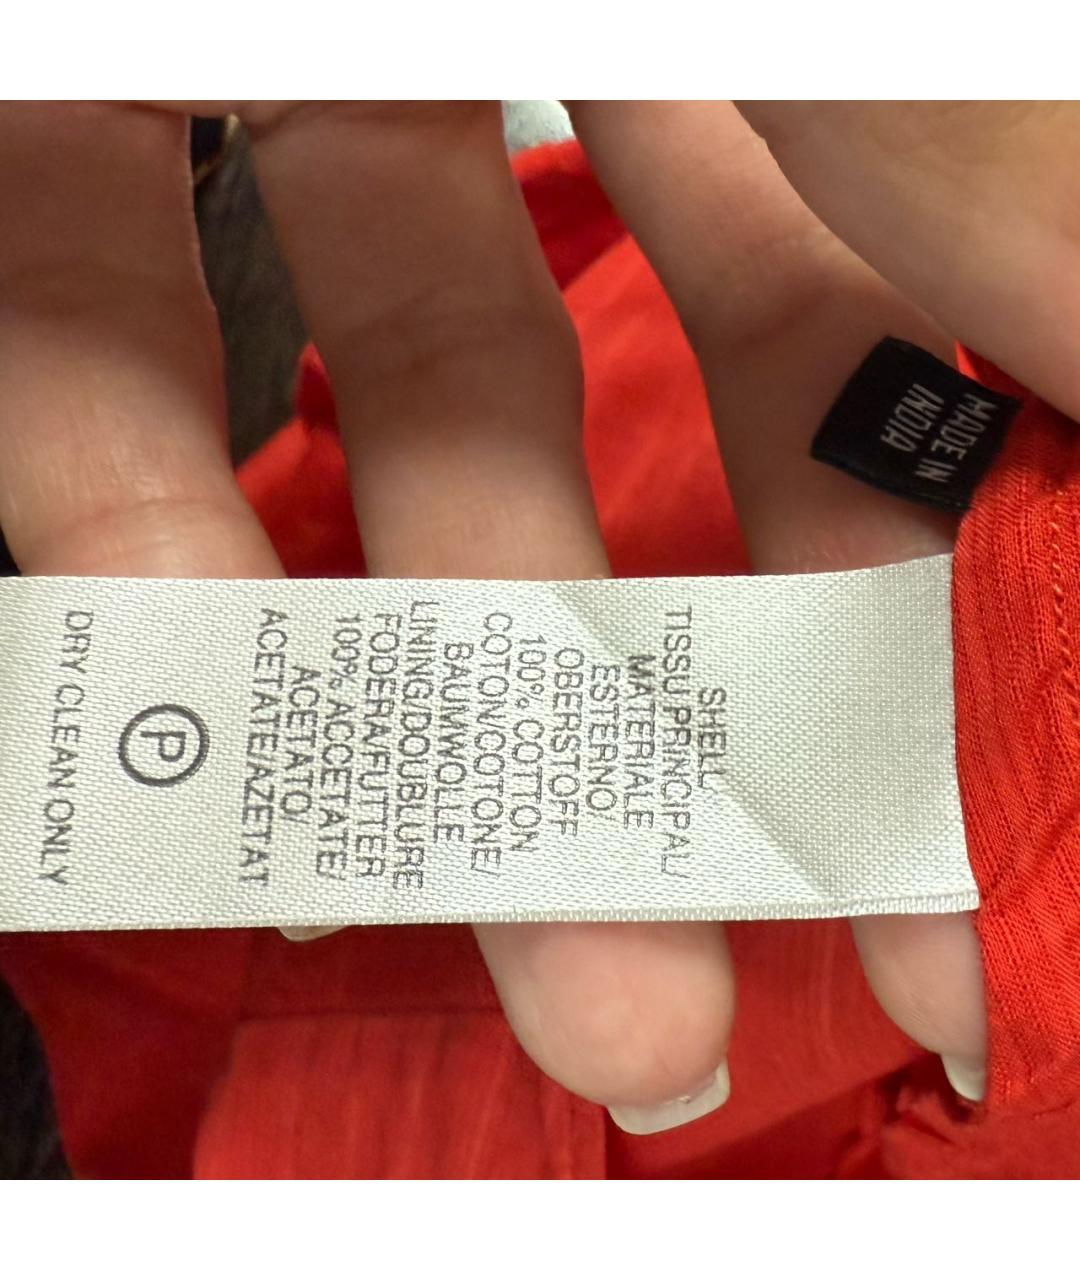 SHELL
TISSU PRINCIPAL/
MATERIALE
ESTERNO/
OBERSTOFF
100% COTTON
COTON/COTONE/
BAUMWOLLE
LINING/DOUBLURE
FODERA/FUTTER
100% ACCETATE/
ACETATO/
ACETATE/AZETAT
P
DRY CLEAN ONLY
MADE IN
INDIA